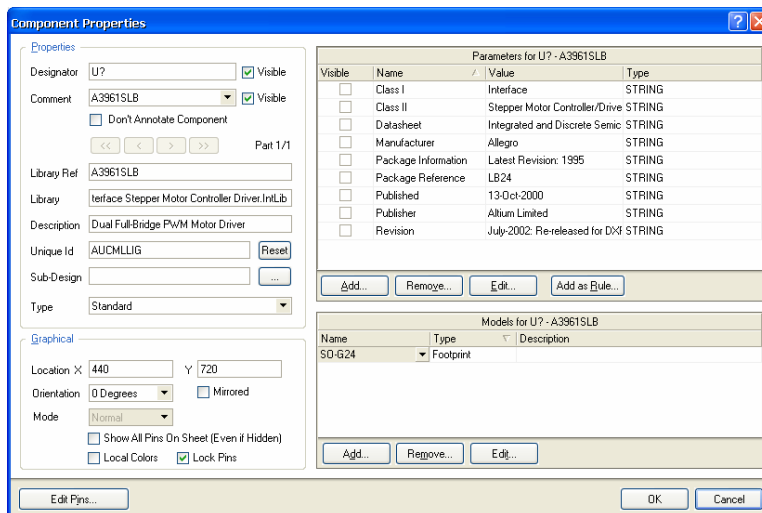 Component Properties
Properties
Designator U? Visible
Comment A3961SLB Visible
Don't Annotate Component
<< < > >> Part 1/1
Library Ref A3961SLB
Library terface Stepper Motor Controller Driver.IntLib
Description Dual Full-Bridge PWM Motor Driver
Unique Id AUCMLLIG Reset
Sub-Design ...
Type Standard
Graphical
Location X 440 Y 720
Orientation 0 Degrees Mirrored
Mode Normal
Show All Pins On Sheet (Even if Hidden)
Local Colors Lock Pins
Parameters for U? - A3961SLB
Visible Name Value Type
Class I Interface STRING
Class II Stepper Motor Controller/Drive STRING
Datasheet Integrated and Discrete Semic STRING
Manufacturer Allegro STRING
Package Information Latest Revision: 1995 STRING
Package Reference LB24 STRING
Published 13-Oct-2000 STRING
Publisher Altium Limited STRING
Revision July-2002: Re-released for DXP STRING
Add... Remove... Edit... Add as Rule...
Models for U? - A3961SLB
Name Type Description
SO-G24 Footprint
Add... Remove... Edit...
Edit Pins... OK Cancel